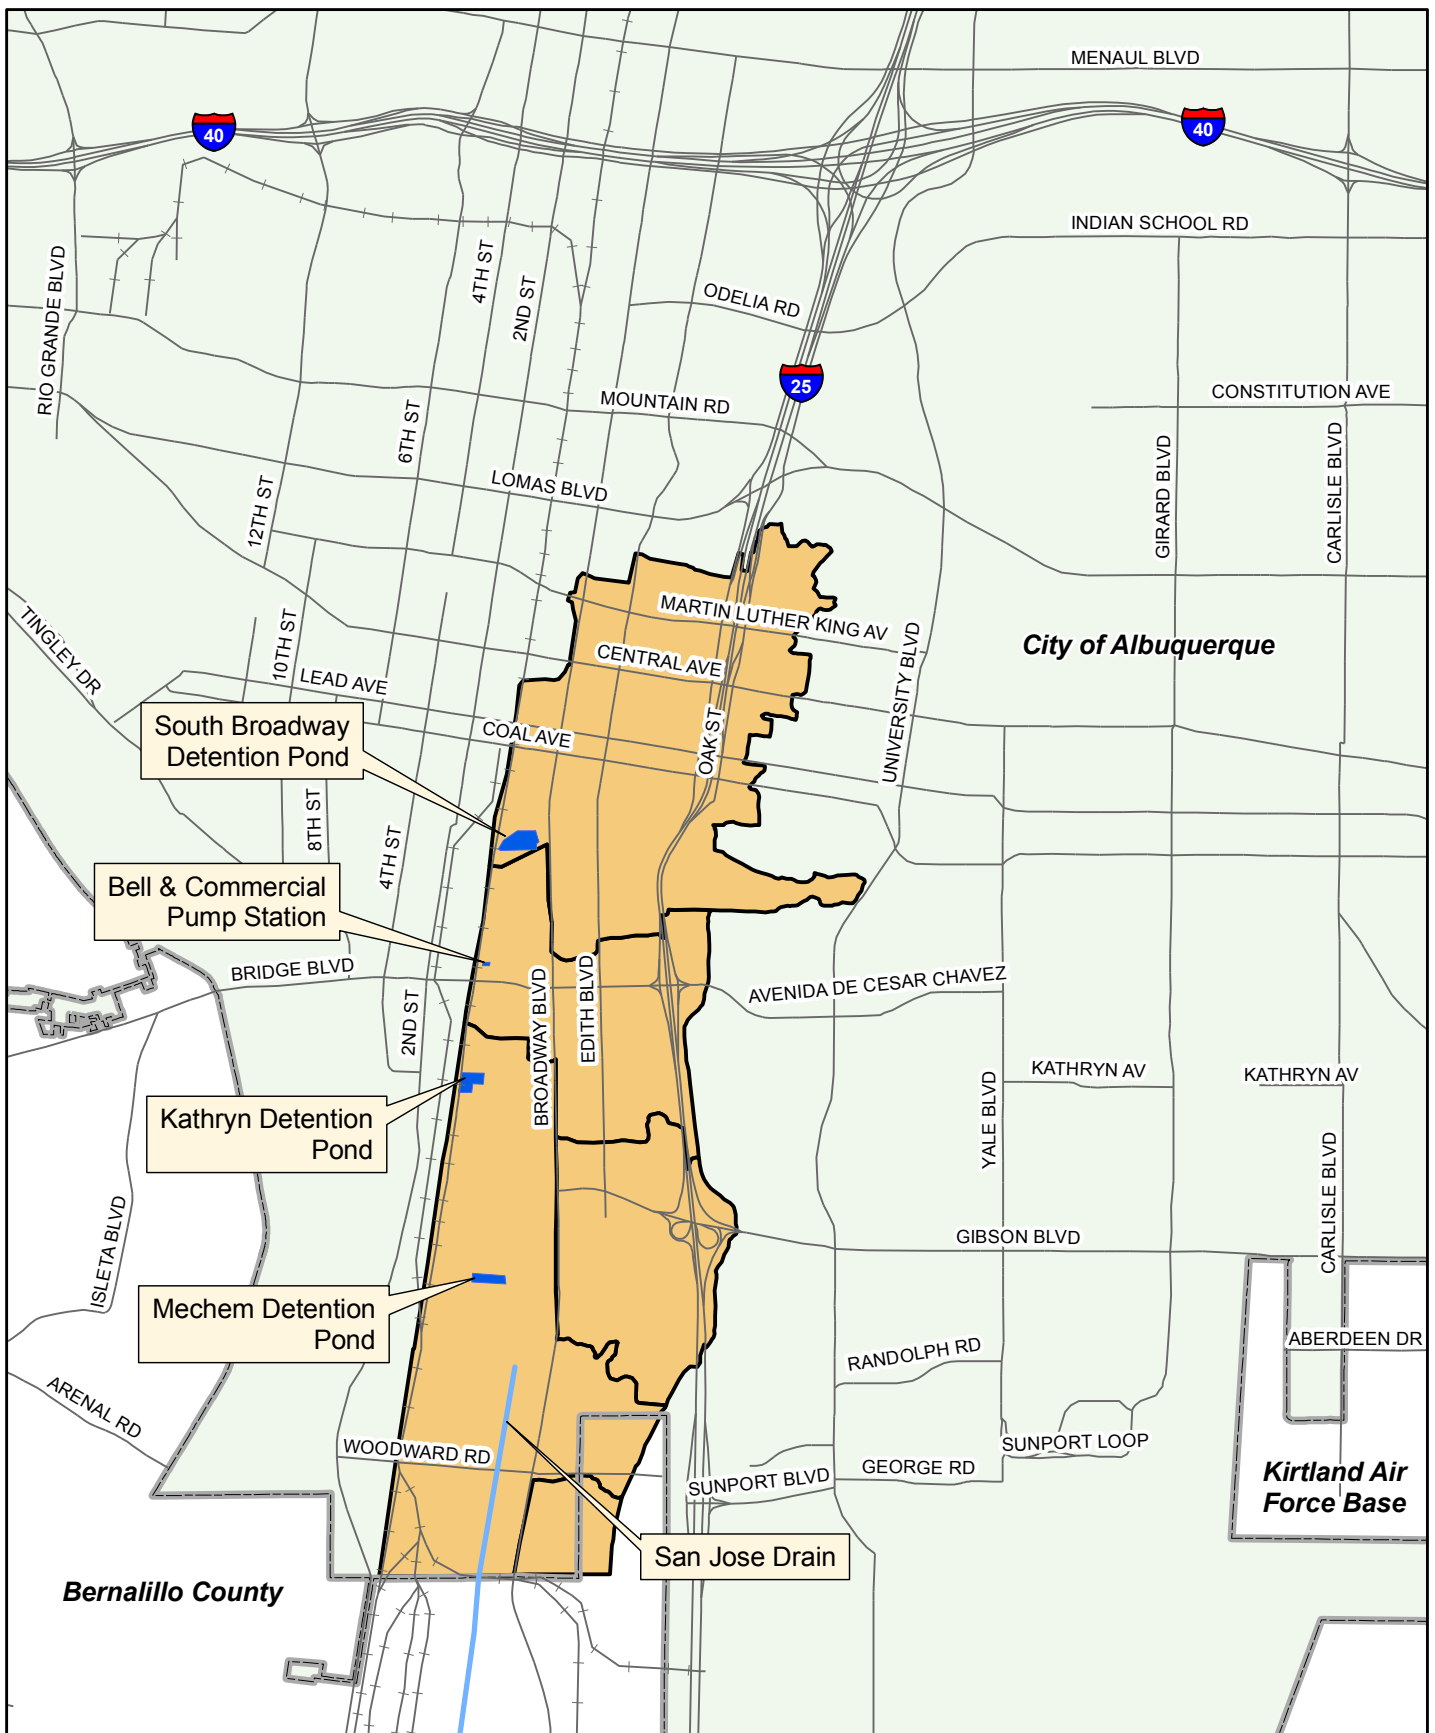 MENAUL BLVD
40
40
INDIAN SCHOOL RD
RIO GRANDE BLVD
4TH ST
2ND ST
ODELIA RD
25
CONSTITUTION AVE
MOUNTAIN RD
6TH ST
GIRARD BLVD
CARLISLE BLVD
LOMAS BLVD
12TH ST
MARTIN LUTHER KING AV
City of Albuquerque
TINGLEY DR
10TH ST
UNIVERSITY BLVD
CENTRAL AVE
LEAD AVE
COAL AVE
OAK ST
South Broadway
Detention Pond
8TH ST
4TH ST
Bell & Commercial
Pump Station
BRIDGE BLVD
AVENIDA DE CESAR CHAVEZ
2ND ST
BROADWAY BLVD
EDITH BLVD
KATHRYN AV
KATHRYN AV
YALE BLVD
Kathryn Detention
Pond
CARLISLE BLVD
ISLETA BLVD
GIBSON BLVD
Mechem Detention
Pond
ABERDEEN DR
RANDOLPH RD
ARENAL RD
WOODWARD RD
SUNPORT LOOP
GEORGE RD
SUNPORT BLVD
Kirtland Air
Force Base
San Jose Drain
Bernalillo County